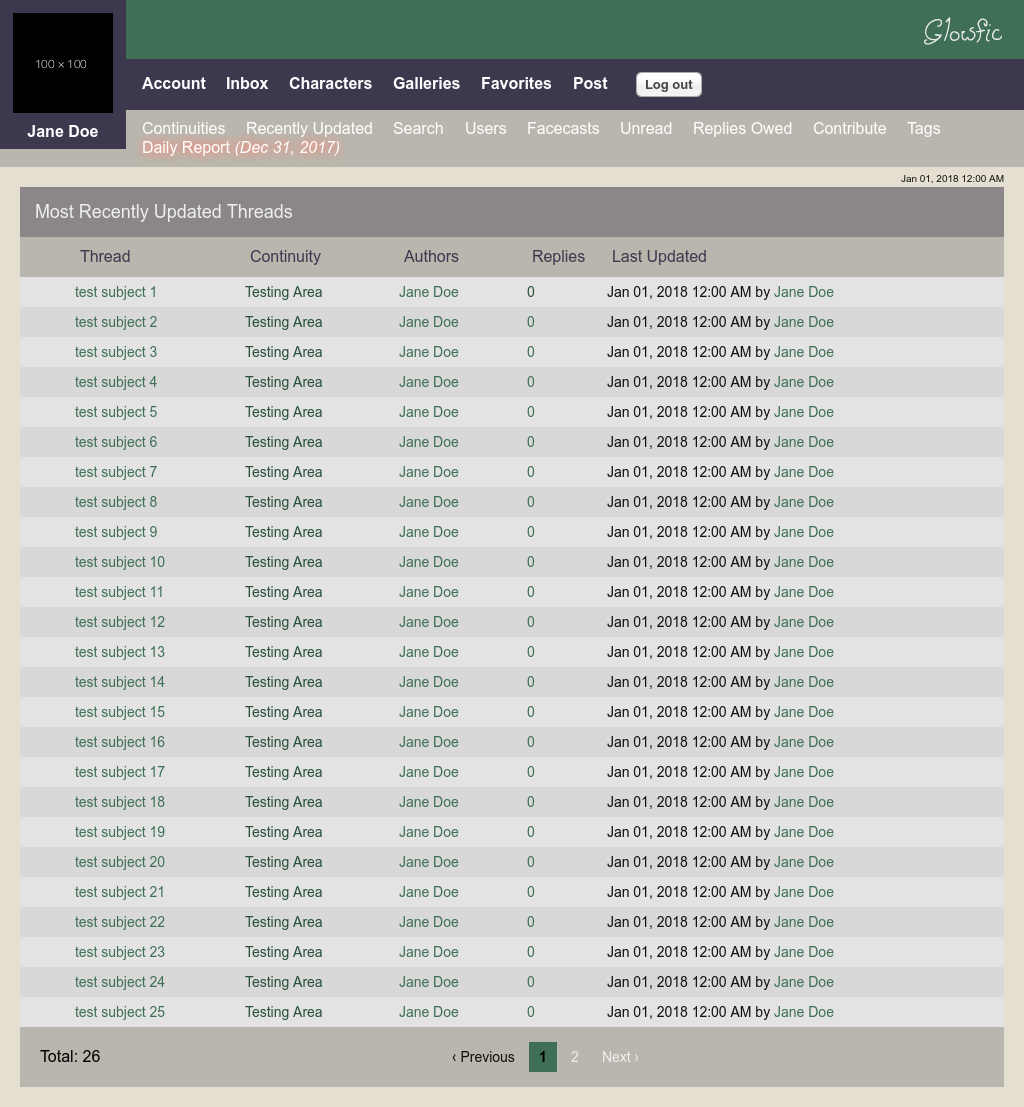 Glowfic
100 × 100
Jane Doe
Account Inbox Characters Galleries Favorites Post Log out
Continuities Recently Updated Search Users Facecasts Unread Replies Owed Contribute Tags
Daily Report (Dec 31, 2017)
Jan 01, 2018 12:00 AM
Most Recently Updated Threads
Thread Continuity Authors Replies Last Updated
test subject 1 Testing Area Jane Doe 0 Jan 01, 2018 12:00 AM by Jane Doe
test subject 2 Testing Area Jane Doe 0 Jan 01, 2018 12:00 AM by Jane Doe
test subject 3 Testing Area Jane Doe 0 Jan 01, 2018 12:00 AM by Jane Doe
test subject 4 Testing Area Jane Doe 0 Jan 01, 2018 12:00 AM by Jane Doe
test subject 5 Testing Area Jane Doe 0 Jan 01, 2018 12:00 AM by Jane Doe
test subject 6 Testing Area Jane Doe 0 Jan 01, 2018 12:00 AM by Jane Doe
test subject 7 Testing Area Jane Doe 0 Jan 01, 2018 12:00 AM by Jane Doe
test subject 8 Testing Area Jane Doe 0 Jan 01, 2018 12:00 AM by Jane Doe
test subject 9 Testing Area Jane Doe 0 Jan 01, 2018 12:00 AM by Jane Doe
test subject 10 Testing Area Jane Doe 0 Jan 01, 2018 12:00 AM by Jane Doe
test subject 11 Testing Area Jane Doe 0 Jan 01, 2018 12:00 AM by Jane Doe
test subject 12 Testing Area Jane Doe 0 Jan 01, 2018 12:00 AM by Jane Doe
test subject 13 Testing Area Jane Doe 0 Jan 01, 2018 12:00 AM by Jane Doe
test subject 14 Testing Area Jane Doe 0 Jan 01, 2018 12:00 AM by Jane Doe
test subject 15 Testing Area Jane Doe 0 Jan 01, 2018 12:00 AM by Jane Doe
test subject 16 Testing Area Jane Doe 0 Jan 01, 2018 12:00 AM by Jane Doe
test subject 17 Testing Area Jane Doe 0 Jan 01, 2018 12:00 AM by Jane Doe
test subject 18 Testing Area Jane Doe 0 Jan 01, 2018 12:00 AM by Jane Doe
test subject 19 Testing Area Jane Doe 0 Jan 01, 2018 12:00 AM by Jane Doe
test subject 20 Testing Area Jane Doe 0 Jan 01, 2018 12:00 AM by Jane Doe
test subject 21 Testing Area Jane Doe 0 Jan 01, 2018 12:00 AM by Jane Doe
test subject 22 Testing Area Jane Doe 0 Jan 01, 2018 12:00 AM by Jane Doe
test subject 23 Testing Area Jane Doe 0 Jan 01, 2018 12:00 AM by Jane Doe
test subject 24 Testing Area Jane Doe 0 Jan 01, 2018 12:00 AM by Jane Doe
test subject 25 Testing Area Jane Doe 0 Jan 01, 2018 12:00 AM by Jane Doe
Total: 26 ‹ Previous 1 2 Next ›